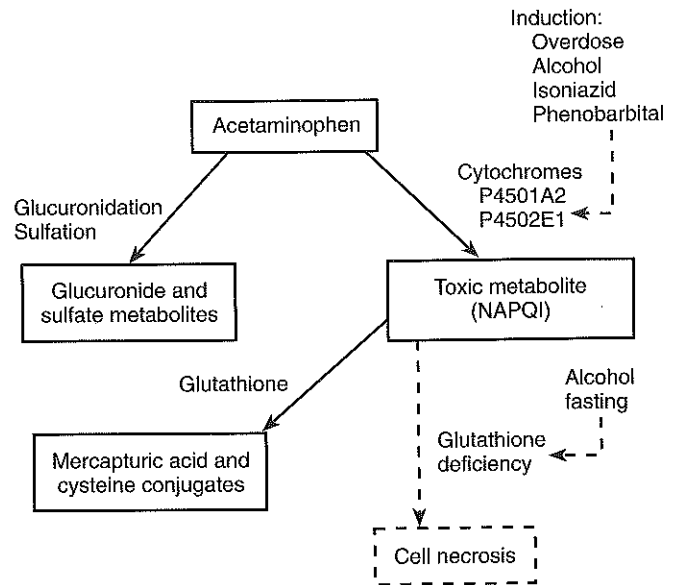 Induction:
Overdose
Alcohol
Isoniazid
Phenobarbital
Acetaminophen
Cytochromes
P4501A2
P4502E1
Glucuronidation
Sulfation
Glucuronide and
sulfate metabolites
Toxic metabolite
(NAPQI)
Glutathione
Alcohol
fasting
Mercapturic acid and
cysteine conjugates
Glutathione
deficiency
Cell necrosis